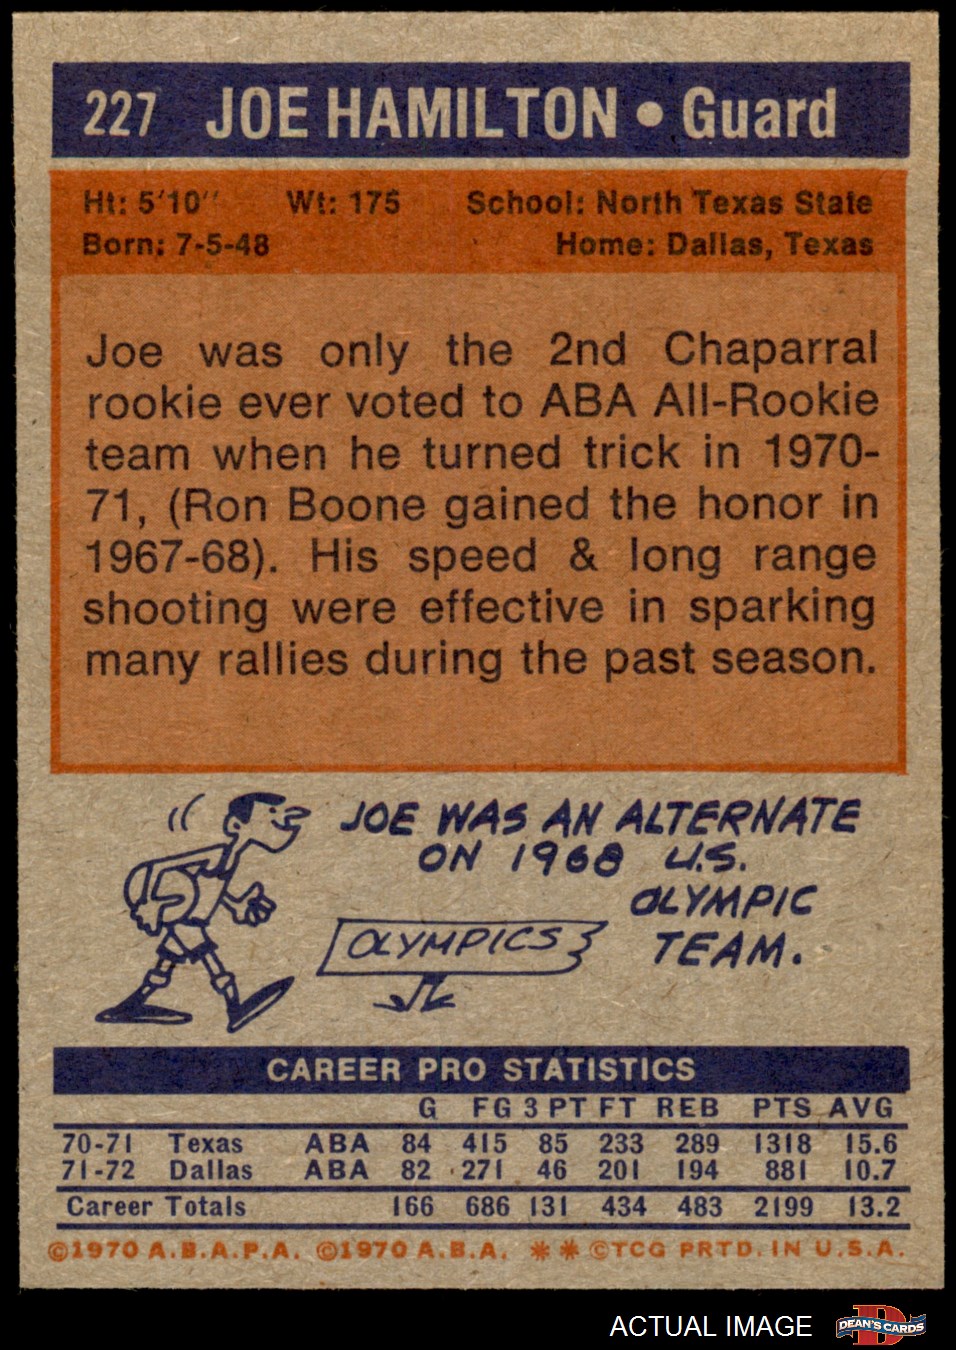 227 JOE HAMILTON • Guard
Ht: 5'10" Wt: 175 School: North Texas State
Born: 7-5-48 Home: Dallas, Texas
Joe was only the 2nd Chaparral
rookie ever voted to ABA All-Rookie
team when he turned trick in 1970-
71, (Ron Boone gained the honor in
1967-68). His speed & long range
shooting were effective in sparking
many rallies during the past season.
JOE WAS AN ALTERNATE
ON 1968 U.S.
OLYMPIC
TEAM.
OLYMPICS
CAREER PRO STATISTICS
G FG 3 PT FT REB PTS AVG
70-71 Texas ABA 84 415 85 233 289 1318 15.6
71-72 Dallas ABA 82 271 46 201 194 881 10.7
Career Totals 166 686 131 434 483 2199 13.2
©1970 A.B.A.P.A. ©1970 A.B.A. ** ©TCG PRTD. IN U.S.A.
ACTUAL IMAGE DEAN'S CARDS